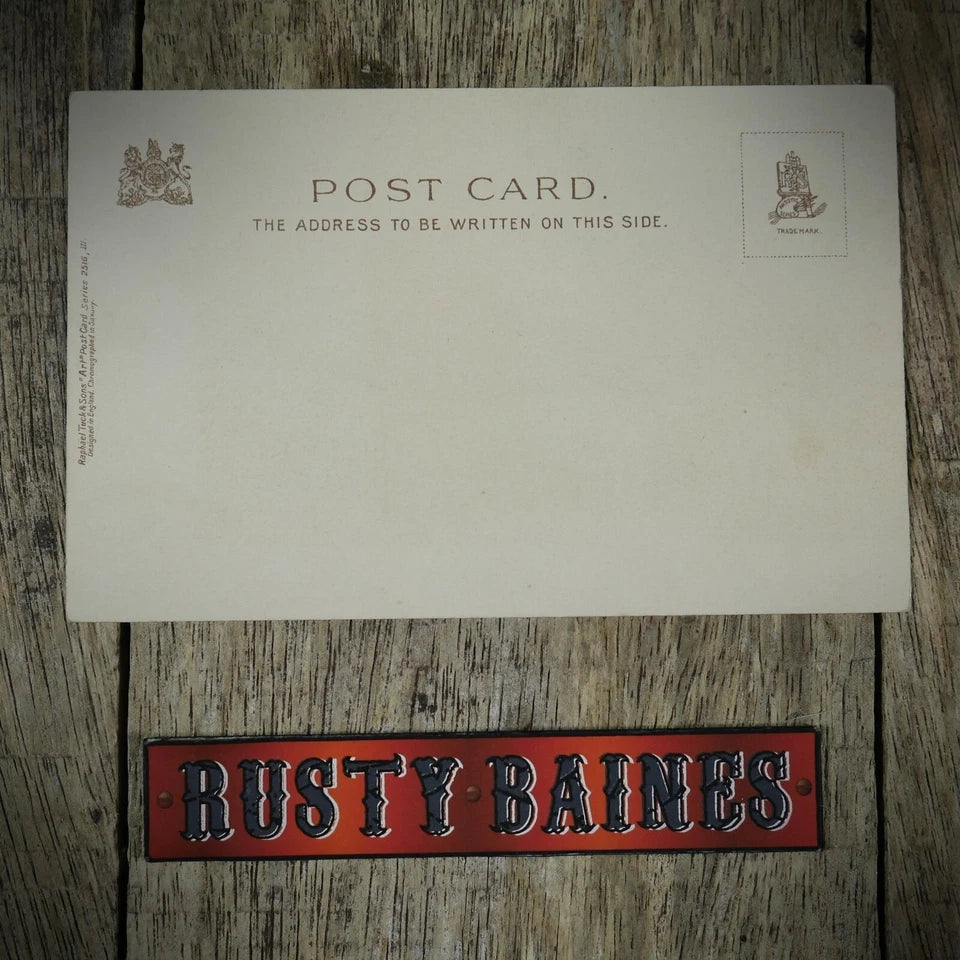 POST CARD.
THE ADDRESS TO BE WRITTEN ON THIS SIDE.
TRADE MARK.
Raphael Tuck & Sons' "Art" Post Card Series 2516, III.
Designed in England. Chromographed in Saxony.
RUSTY BAINES